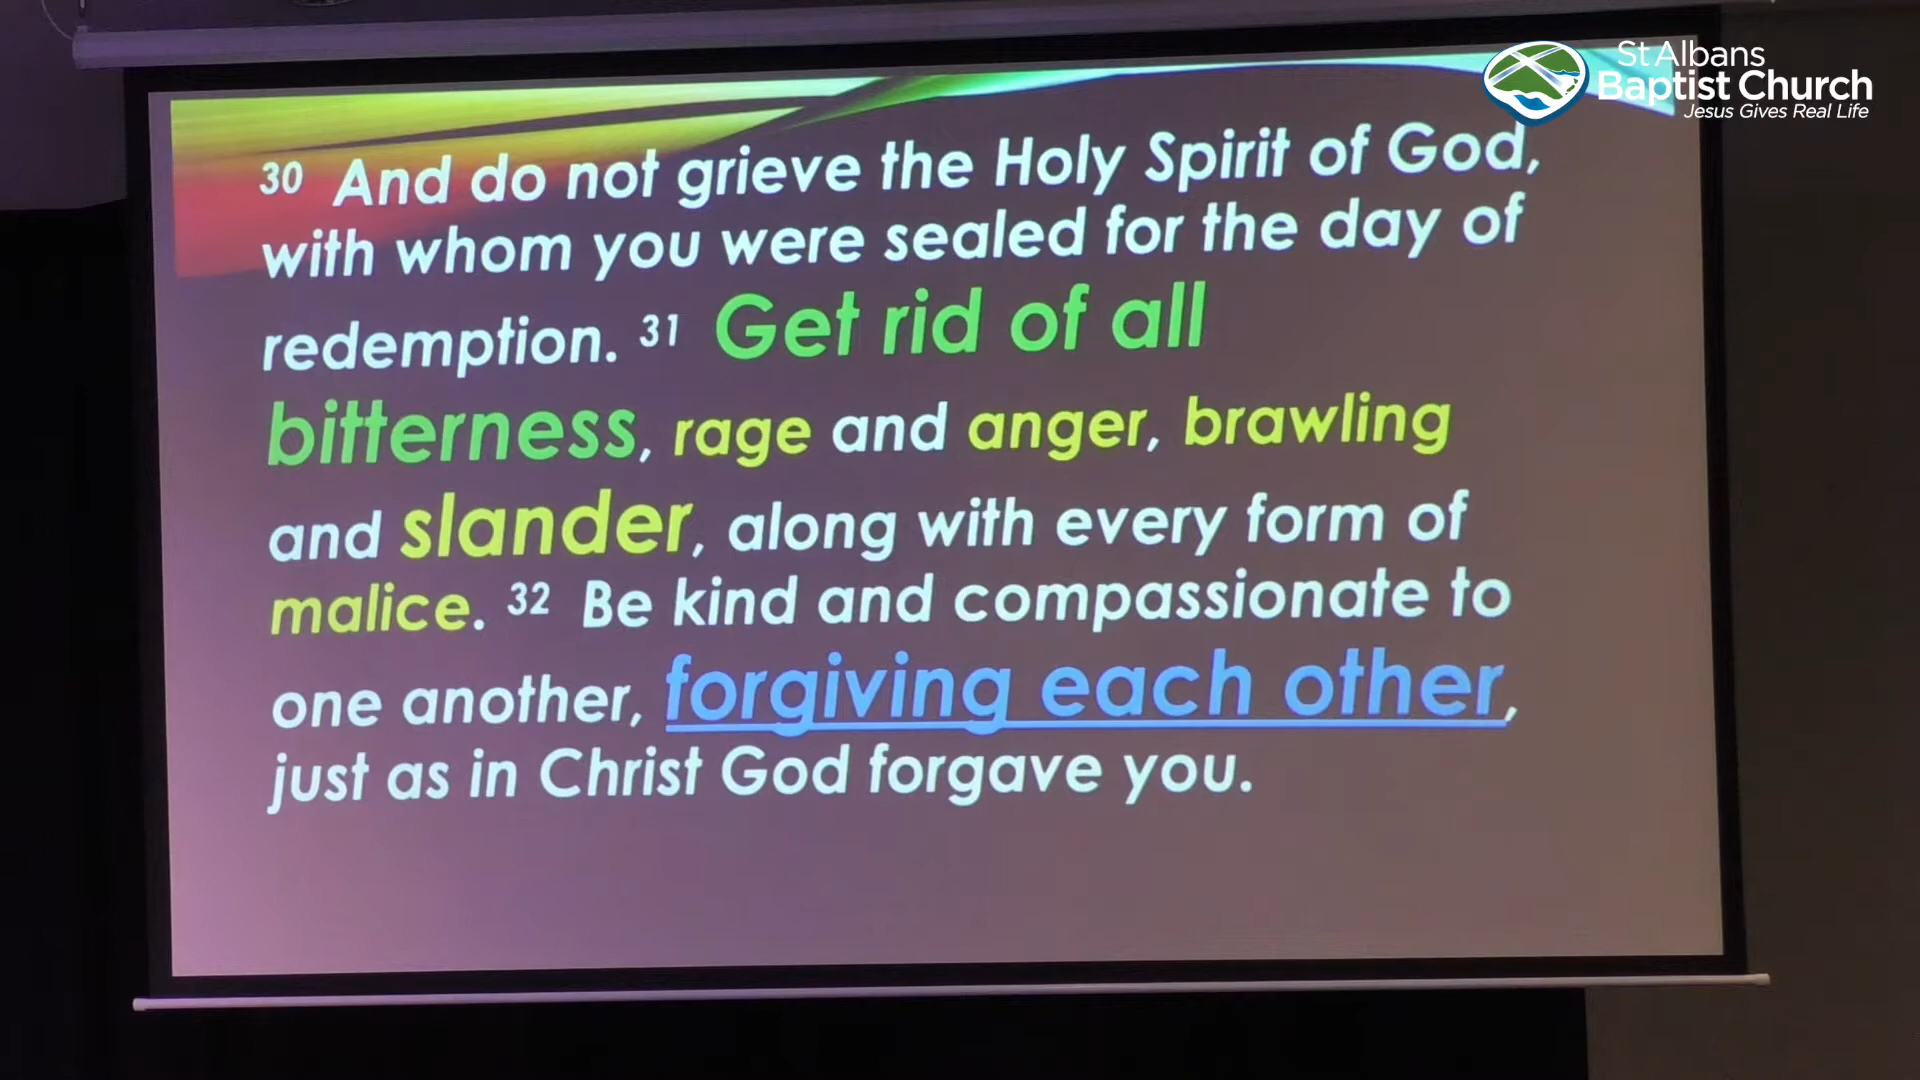 St Albans
Baptist Church
Jesus Gives Real Life
30 And do not grieve the Holy Spirit of God,
with whom you were sealed for the day of
redemption. 31 Get rid of all
bitterness, rage and anger, brawling
and slander, along with every form of
malice. 32 Be kind and compassionate to
one another, forgiving each other,
just as in Christ God forgave you.